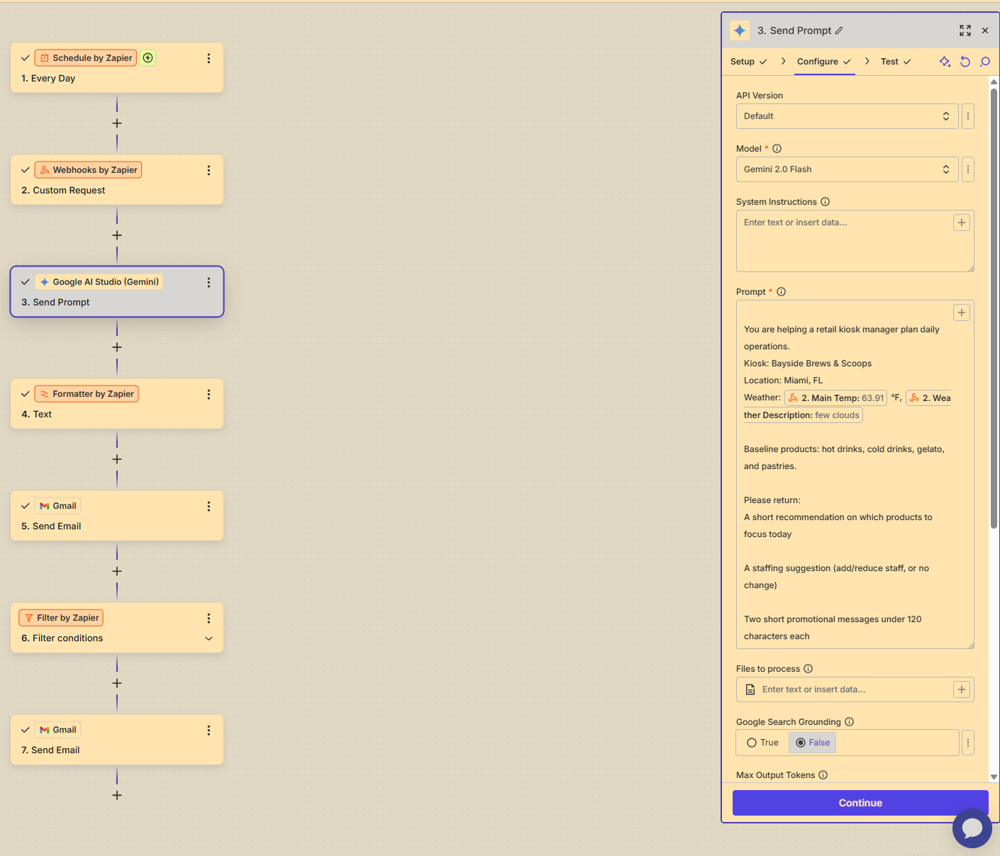 Schedule by Zapier
1. Every Day
Webhooks by Zapier
2. Custom Request
Google AI Studio (Gemini)
3. Send Prompt
Formatter by Zapier
4. Text
Gmail
5. Send Email
Filter by Zapier
6. Filter conditions
Gmail
7. Send Email
3. Send Prompt
Setup
Configure
Test
API Version
Default
Model *
Gemini 2.0 Flash
System Instructions
Enter text or insert data...
Prompt *
You are helping a retail kiosk manager plan daily
operations.
Kiosk: Bayside Brews & Scoops
Location: Miami, FL
Weather: 2. Main Temp: 63.91 °F, 2. Wea
ther Description: few clouds
Baseline products: hot drinks, cold drinks, gelato,
and pastries.
Please return:
A short recommendation on which products to
focus today
A staffing suggestion (add/reduce staff, or no
change)
Two short promotional messages under 120
characters each
Files to process
Enter text or insert data...
Google Search Grounding
True
False
Max Output Tokens
Continue